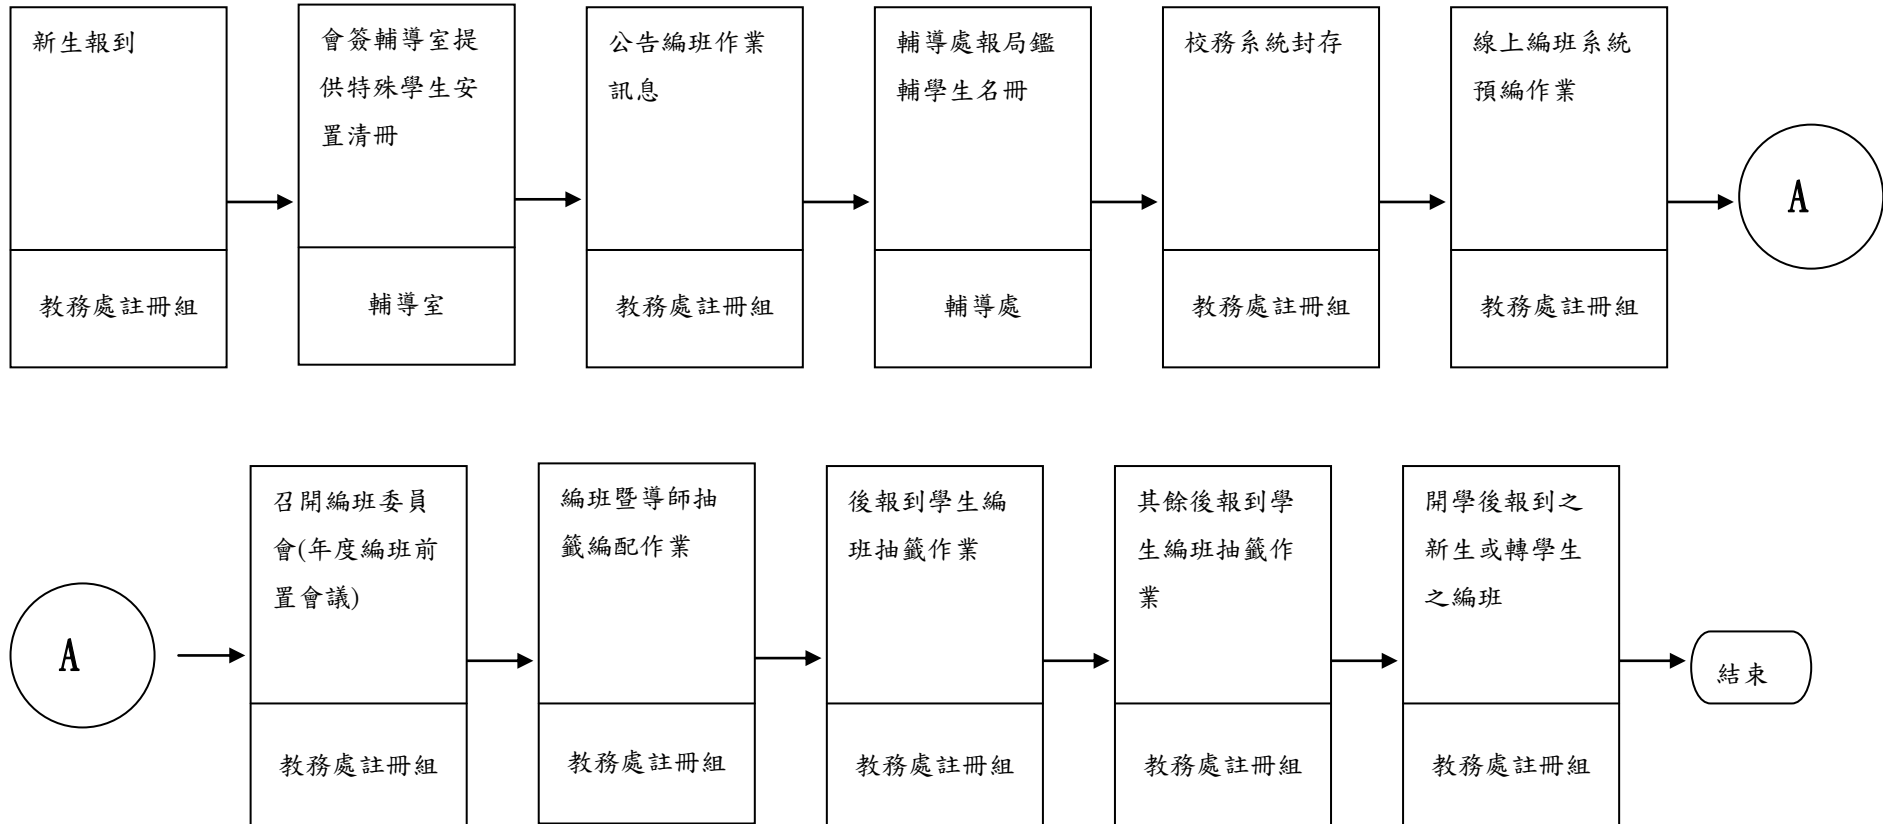 新生報到
教務處註冊組
會簽輔導室提
供特殊學生安
置清冊
輔導室
公告編班作業
訊息
教務處註冊組
輔導處報局鑑
輔學生名冊
輔導處
校務系統封存
教務處註冊組
線上編班系統
預編作業
教務處註冊組
A
A
召開編班委員
會(年度編班前
置會議)
教務處註冊組
編班暨導師抽
籤編配作業
教務處註冊組
後報到學生編
班抽籤作業
教務處註冊組
其餘後報到學
生編班抽籤作
業
教務處註冊組
開學後報到之
新生或轉學生
之編班
教務處註冊組
結束